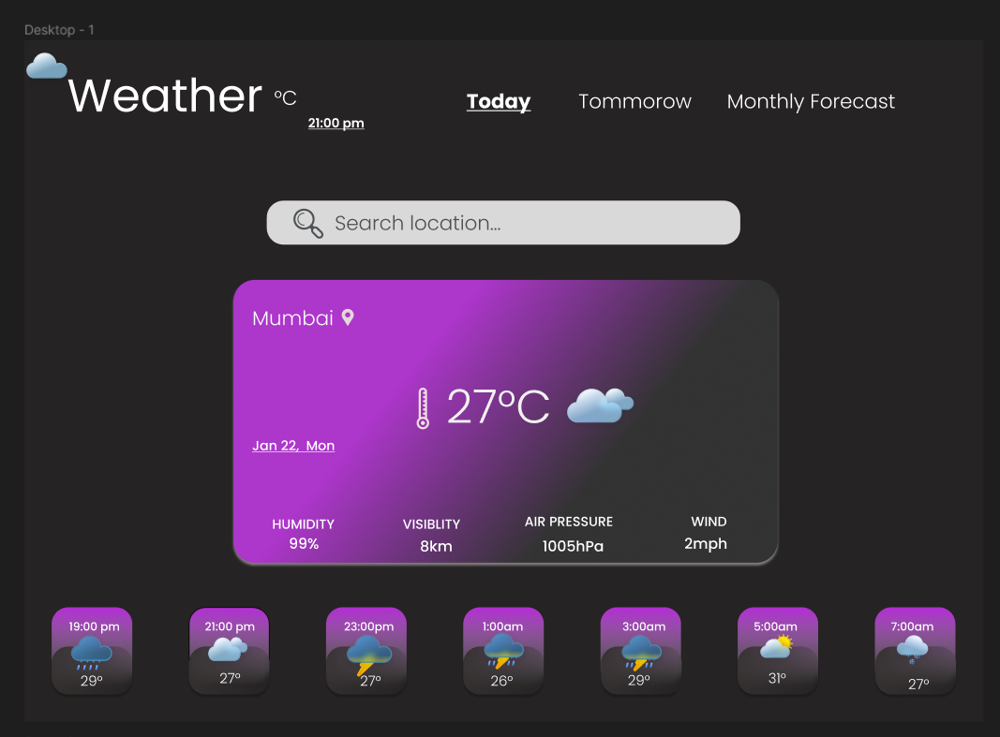 Desktop - 1
Weather °C
21:00 pm
Today Tommorow Monthly Forecast
Search location...
Mumbai
27°C
Jan 22, Mon
HUMIDITY VISIBLITY AIR PRESSURE WIND
99% 8km 1005hPa 2mph
19:00 pm 21:00 pm 23:00pm 1:00am 3:00am 5:00am 7:00am
29° 27° 27° 26° 29° 31° 27°